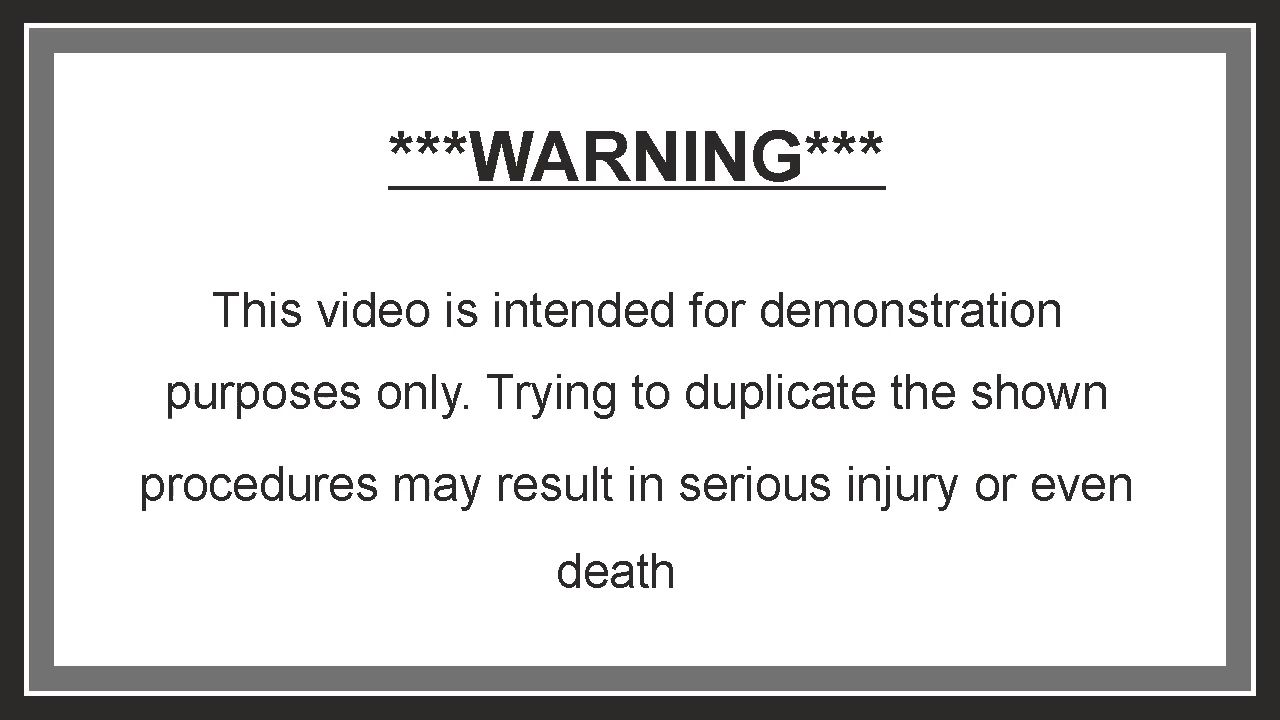 ***WARNING***
This video is intended for demonstration
purposes only. Trying to duplicate the shown
procedures may result in serious injury or even
death